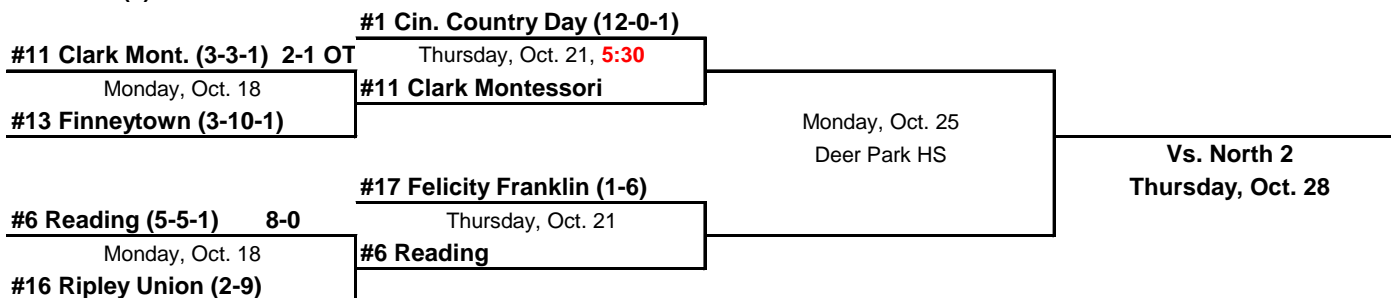 #1 Cin. Country Day (12-0-1)
#11 Clark Mont. (3-3-1) 2-1 OT
Thursday, Oct. 21, 5:30
Monday, Oct. 18
#11 Clark Montessori
#13 Finneytown (3-10-1)
Monday, Oct. 25
Deer Park HS
Vs. North 2
Thursday, Oct. 28
#17 Felicity Franklin (1-6)
#6 Reading (5-5-1) 8-0
Thursday, Oct. 21
Monday, Oct. 18
#6 Reading
#16 Ripley Union (2-9)